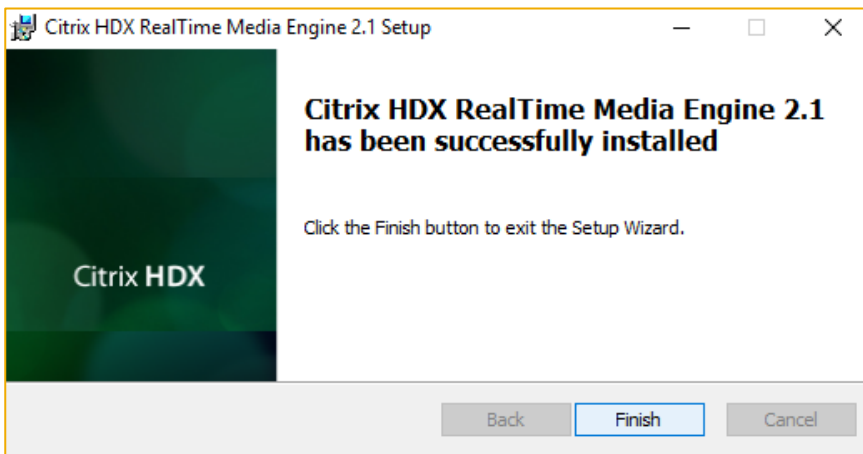 Citrix HDX RealTime Media Engine 2.1 Setup
Citrix HDX RealTime Media Engine 2.1
has been successfully installed
Click the Finish button to exit the Setup Wizard.
Citrix HDX
Back Finish Cancel